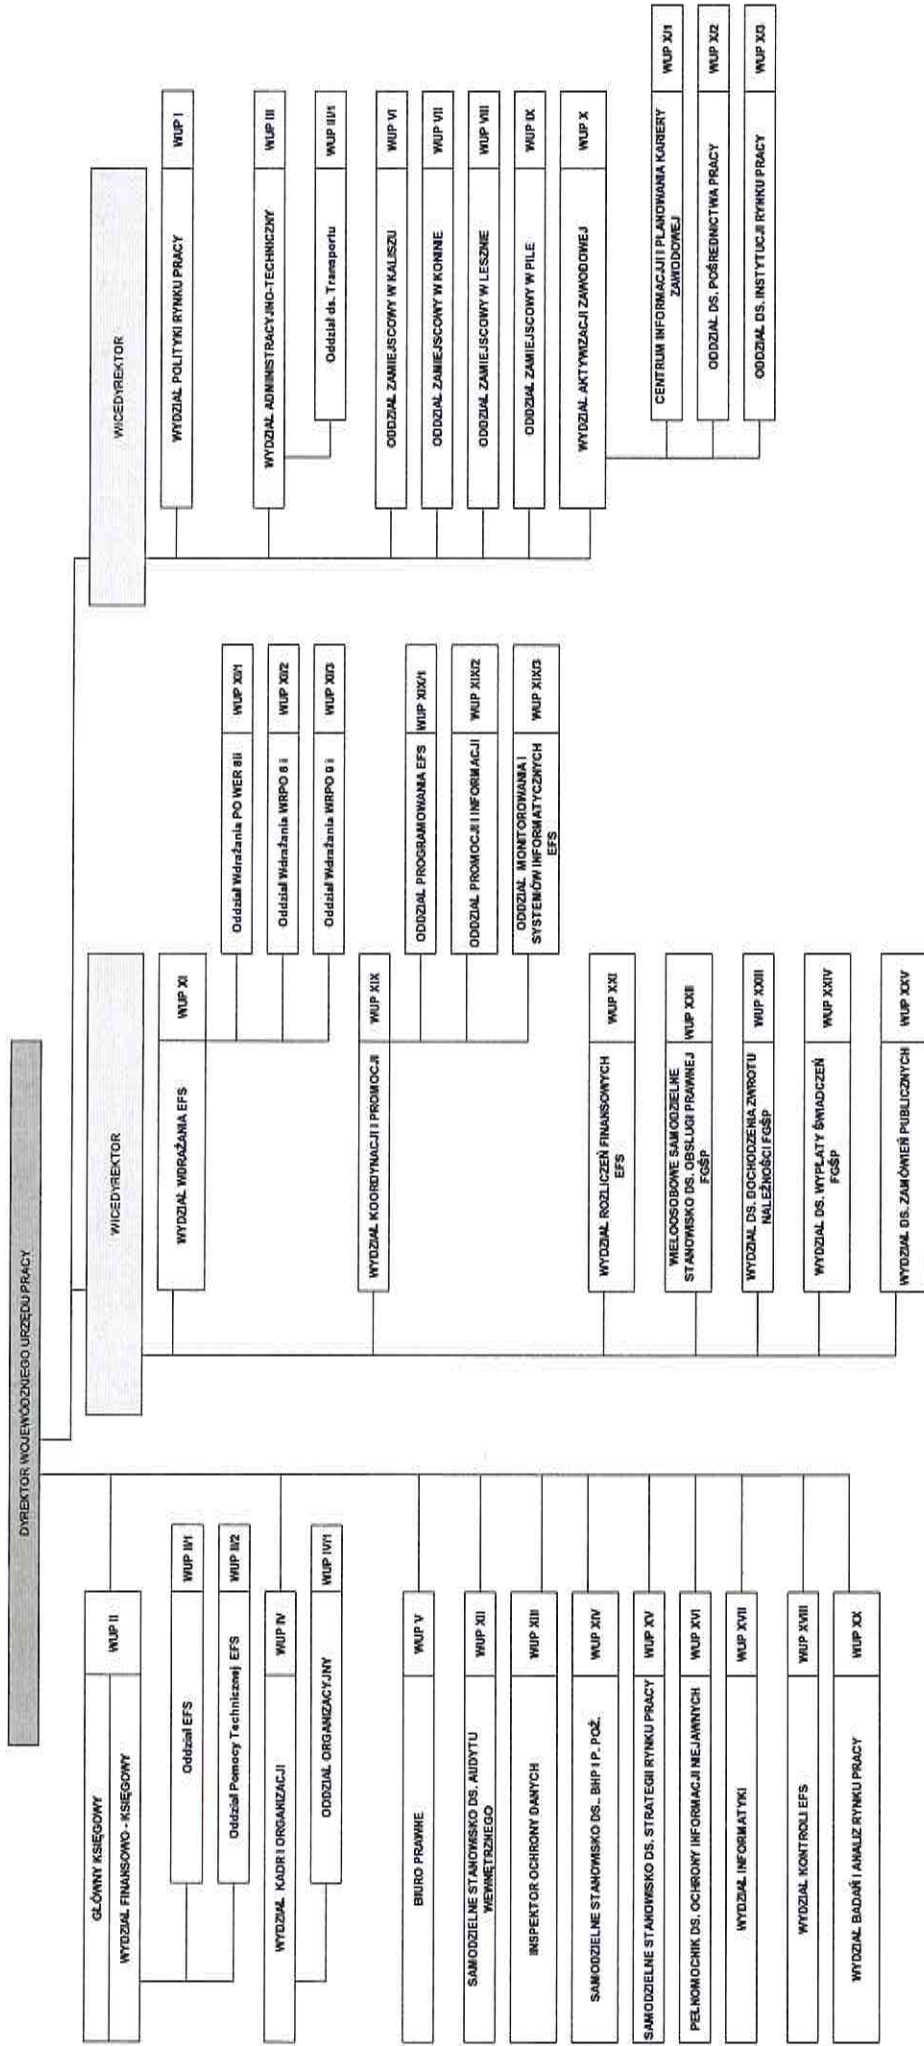 DYREKTOR WOJEWÓDZKIEGO URZĘDU PRACY
GŁÓWNY KSIĘGOWY
WYDZIAŁ FINANSOWO - KSIĘGOWY
WUP II
Oddział EFS
WUP II/1
Oddział Pomocy Technicznej EFS
WUP II/2
WYDZIAŁ KADR I ORGANIZACJI
WUP IV
ODDZIAŁ ORGANIZACYJNY
WUP IV/1
BIURO PRAWNE
WUP V
SAMODZIELNE STANOWISKO DS. AUDYTU
WEWNĘTRZNEGO
WUP XII
INSPEKTOR OCHRONY DANYCH
WUP XIII
SAMODZIELNE STANOWISKO DS.. BHP I P. POŻ.
WUP XIV
SAMODZIELNE STANOWISKO DS. STRATEGII RYNKU PRACY
WUP XV
PEŁNOMOCNIK DS. OCHRONY INFORMACJI NIEJAWNYCH
WUP XVI
WYDZIAŁ INFORMATYKI
WUP XVII
WYDZIAŁ KONTROLI EFS
WUP XVIII
WYDZIAŁ BADAŃ I ANALIZ RYNKU PRACY
WUP XX
WICEDYREKTOR
WYDZIAŁ WDRAŻANIA EFS
WUP XI
Oddział Wdrażania PO WER 8ii
WUP XI/1
Oddział Wdrażania WRPO 8 i
WUP XI/2
Oddział Wdrażania WRPO 9 i
WUP XI/3
WYDZIAŁ KOORDYNACJI I PROMOCJI
WUP XIX
ODDZIAŁ PROGRAMOWANIA EFS
WUP XIX/1
ODDZIAŁ PROMOCJI I INFORMACJI
WUP XIX/2
ODDZIAŁ MONITOROWANIA I
SYSTEMÓW INFORMATYCZNYCH
EFS
WUP XIX/3
WYDZIAŁ ROZLICZEŃ FINANSOWYCH
EFS
WUP XXI
WIELOOSOBOWE SAMODZIELNE
STANOWISKO DS. OBSŁUGI PRAWNEJ
FGŚP
WUP XXII
WYDZIAŁ DS. DOCHODZENIA ZWROTU
NALEŻNOŚCI FGŚP
WUP XXIII
WYDZIAŁ DS. WYPŁATY ŚWIADCZEŃ
FGŚP
WUP XXIV
WYDZIAŁ DS. ZAMÓWIEŃ PUBLICZNYCH
WUP XXV
WICEDYREKTOR
WYDZIAŁ POLITYKI RYNKU PRACY
WUP I
WYDZIAŁ ADMINISTRACYJNO-TECHNICZNY
WUP III
Oddział ds. Transportu
WUP III/1
ODDZIAŁ ZAMIEJSCOWY W KALISZU
WUP VI
ODDZIAŁ ZAMIEJSCOWY W KONINIE
WUP VII
ODDZIAŁ ZAMIEJSCOWY W LESZNIE
WUP VIII
ODDZIAŁ ZAMIEJSCOWY W PILE
WUP IX
WYDZIAŁ AKTYWIZACJI ZAWODOWEJ
WUP X
CENTRUM INFORMACJI I PLANOWANIA KARIERY
ZAWODOWEJ
WUP X/1
ODDZIAŁ DS. POŚREDNICTWA PRACY
WUP X/2
ODDZIAŁ DS. INSTYTUCJI RYNKU PRACY
WUP X/3